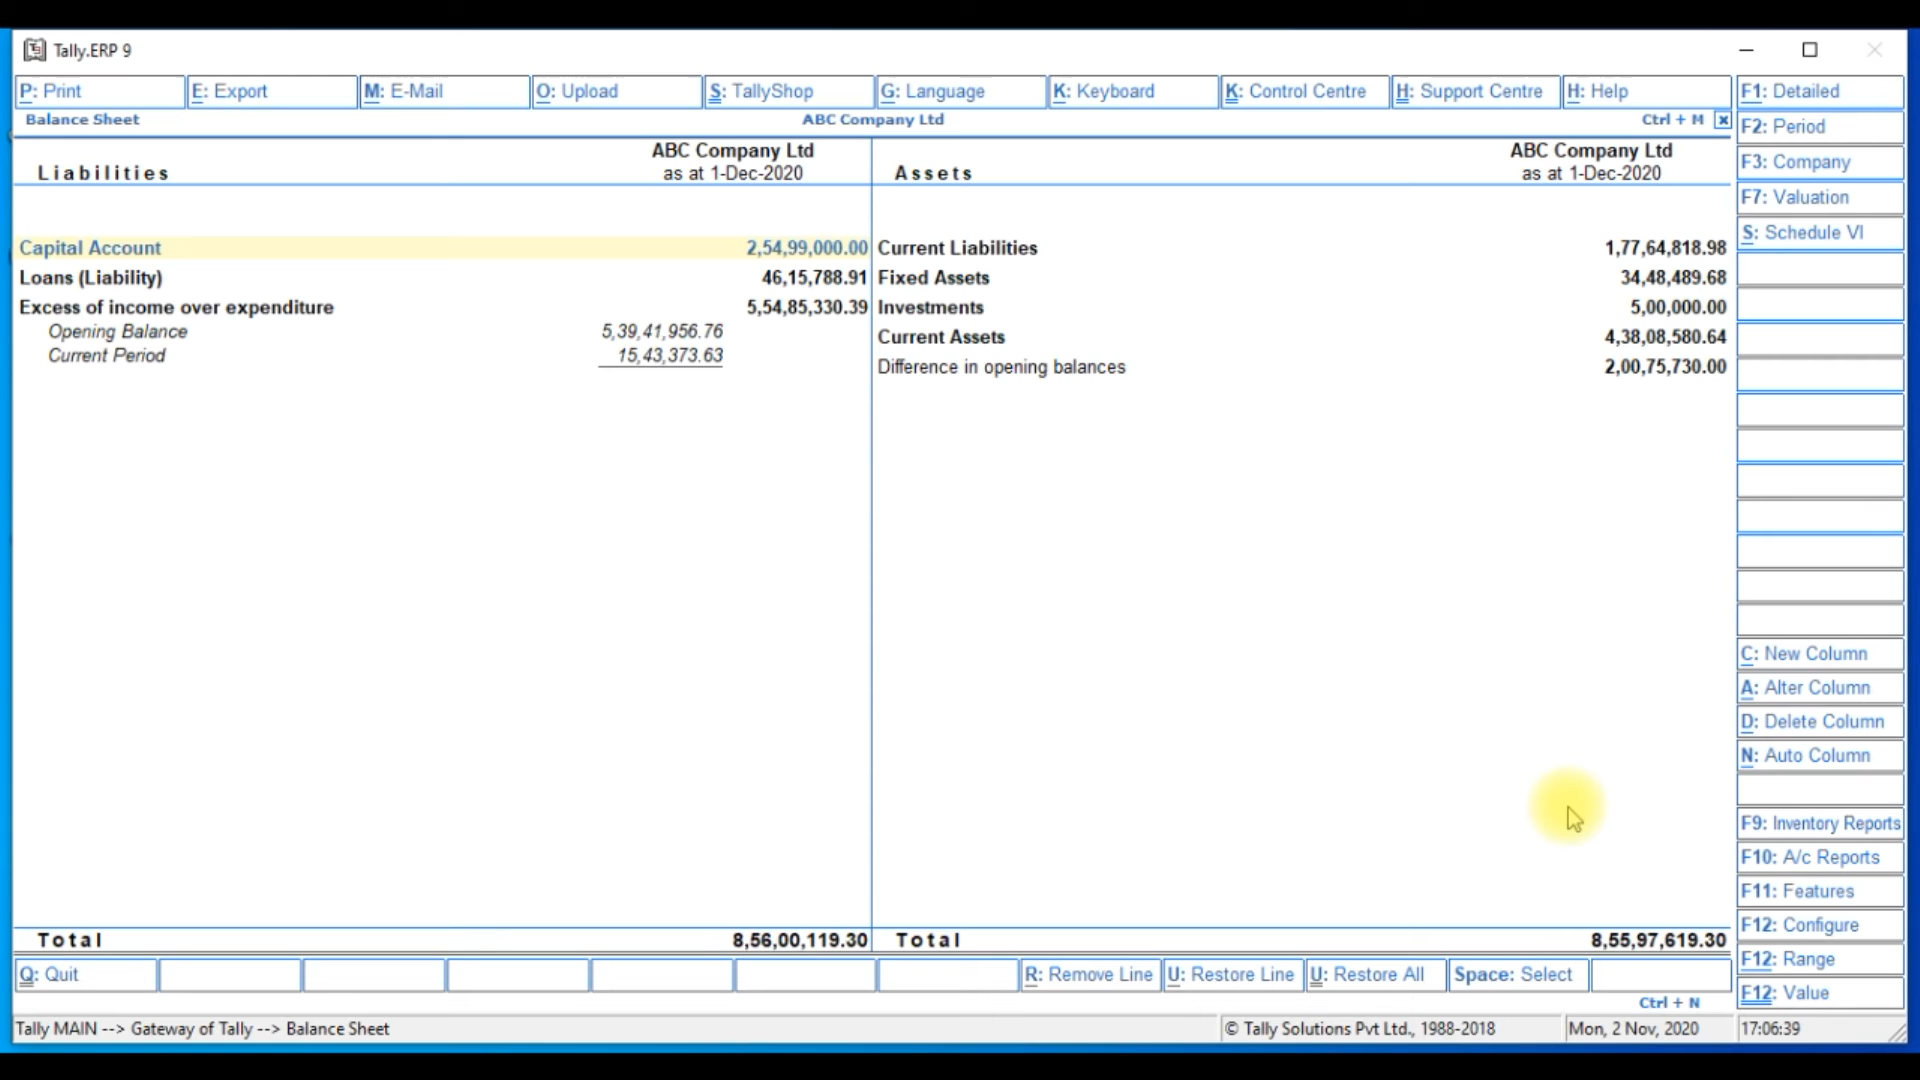 Tally.ERP 9
P: Print E: Export M: E-Mail O: Upload S: TallyShop G: Language K: Keyboard K: Control Centre H: Support Centre H: Help
Balance Sheet ABC Company Ltd Ctrl + M
Liabilities ABC Company Ltd as at 1-Dec-2020 Assets ABC Company Ltd as at 1-Dec-2020
Capital Account 2,54,99,000.00 Current Liabilities 1,77,64,818.98
Loans (Liability) 46,15,788.91 Fixed Assets 34,48,489.68
Excess of income over expenditure 5,54,85,330.39 Investments 5,00,000.00
Opening Balance 5,39,41,956.76
Current Assets 4,38,08,580.64
Current Period 15,43,373.63
Difference in opening balances 2,00,75,730.00
Total 8,56,00,119.30 Total 8,55,97,619.30
F1: Detailed
F2: Period
F3: Company
F7: Valuation
S: Schedule VI
C: New Column
A: Alter Column
D: Delete Column
N: Auto Column
F9: Inventory Reports
F10: A/c Reports
F11: Features
F12: Configure
F12: Range
F12: Value
Q: Quit R: Remove Line U: Restore Line U: Restore All Space: Select
Ctrl + N
Tally MAIN --> Gateway of Tally --> Balance Sheet © Tally Solutions Pvt Ltd., 1988-2018 Mon, 2 Nov, 2020 17:06:39